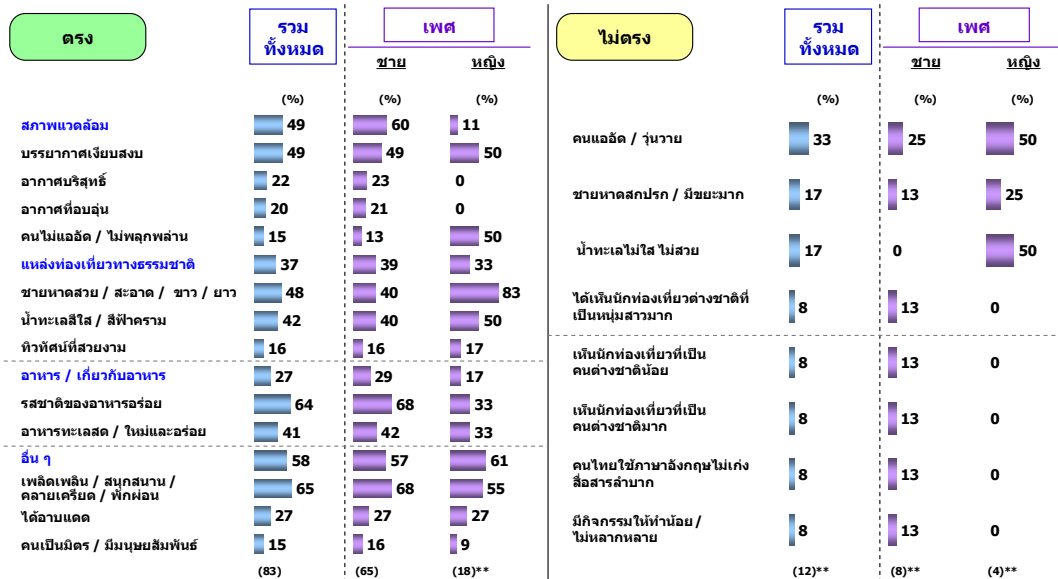 ตรง
รวม
ทั้งหมด
เพศ
ชาย
หญิง
(%)
(%)
(%)
สภาพแวดล้อม 49 60 11
บรรยากาศเงียบสงบ 49 49 50
อากาศบริสุทธิ์ 22 23 0
อากาศที่อบอุ่น 20 21 0
คนไม่แออัด / ไม่พลุกพล่าน 15 13 50
แหล่งท่องเที่ยวทางธรรมชาติ 37 39 33
ชายหาดสวย / สะอาด / ขาว / ยาว 48 40 83
น้ำทะเลสีใส / สีฟ้าคราม 42 40 50
ทิวทัศน์ที่สวยงาม 16 16 17
อาหาร / เกี่ยวกับอาหาร 27 29 17
รสชาติของอาหารอร่อย 64 68 33
อาหารทะเลสด / ใหม่และอร่อย 41 42 33
อื่น ๆ 58 57 61
เพลิดเพลิน / สนุกสนาน /
คลายเครียด / พักผ่อน 65 68 55
ได้อาบแดด 27 27 27
คนเป็นมิตร / มีมนุษยสัมพันธ์ 15 16 9
(83) (65) (18)**
ไม่ตรง
รวม
ทั้งหมด
เพศ
ชาย
หญิง
(%)
(%)
(%)
คนแออัด / วุ่นวาย 33 25 50
ชายหาดสกปรก / มีขยะมาก 17 13 25
น้ำทะเลไม่ใส ไม่สวย 17 0 50
ได้เห็นนักท่องเที่ยวต่างชาติที่
เป็นหนุ่มสาวมาก 8 13 0
เห็นนักท่องเที่ยวที่เป็น
คนต่างชาติน้อย 8 13 0
เห็นนักท่องเที่ยวที่เป็น
คนต่างชาติมาก 8 13 0
คนไทยใช้ภาษาอังกฤษไม่เก่ง
สื่อสารลำบาก 8 13 0
มีกิจกรรมให้ทำน้อย /
ไม่หลากหลาย 8 13 0
(12)** (8)** (4)**